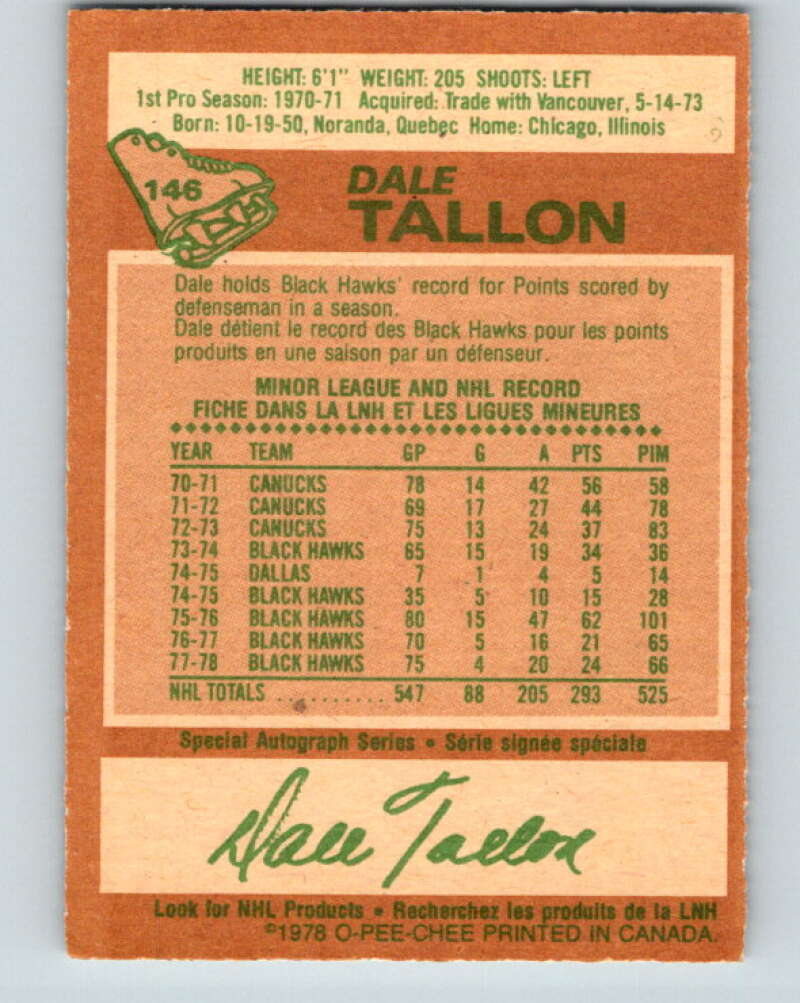 HEIGHT: 6'1" WEIGHT: 205 SHOOTS: LEFT
1st Pro Season: 1970-71 Acquired: Trade with Vancouver, 5-14-73
Born: 10-19-50, Noranda, Quebec Home: Chicago, Illinois
146
DALE
TALLON
Dale holds Black Hawks' record for Points scored by
defenseman in a season.
Dale détient le record des Black Hawks pour les points
produits en une saison par un défenseur.
MINOR LEAGUE AND NHL RECORD
FICHE DANS LA LNH ET LES LIGUES MINEURES
YEAR TEAM GP G A PTS PIM
70-71 CANUCKS 78 14 42 56 58
71-72 CANUCKS 69 17 27 44 78
72-73 CANUCKS 75 13 24 37 83
73-74 BLACK HAWKS 65 15 19 34 36
74-75 DALLAS 7 1 4 5 14
74-75 BLACK HAWKS 35 5 10 15 28
75-76 BLACK HAWKS 80 15 47 62 101
76-77 BLACK HAWKS 70 5 16 21 65
77-78 BLACK HAWKS 75 4 20 24 66
NHL TOTALS ........... 547 88 205 293 525
Special Autograph Series • Série signée spéciale
Dale Tallon
Look for NHL Products • Recherchez les produits de la LNH
©1978 O-PEE-CHEE PRINTED IN CANADA.